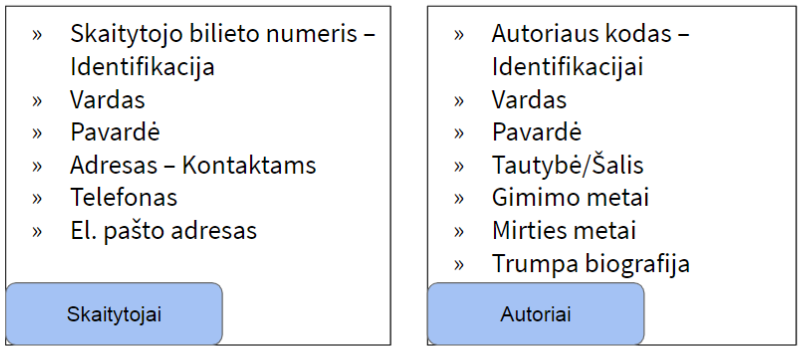 » Skaitytojo bilieto numeris –
Identifikacija
» Vardas
» Pavardė
» Adresas – Kontaktams
» Telefonas
» El. pašto adresas
Skaitytojai
» Autoriaus kodas –
Identifikacijai
» Vardas
» Pavardė
» Tautybė/Šalis
» Gimimo metai
» Mirties metai
» Trumpa biografija
Autoriai